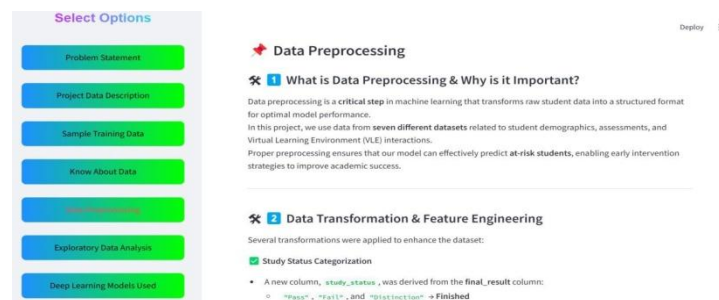 Select Options
Problem Statement
Project Data Description
Sample Training Data
Know About Data
Data Preprocessing
Exploratory Data Analysis
Deep Learning Models Used
Deploy
📌 Data Preprocessing
🛠 1️⃣ What is Data Preprocessing & Why is it Important?
Data preprocessing is a critical step in machine learning that transforms raw student data into a structured format
for optimal model performance.
In this project, we use data from seven different datasets related to student demographics, assessments, and
Virtual Learning Environment (VLE) interactions.
Proper preprocessing ensures that our model can effectively predict at-risk students, enabling early intervention
strategies to improve academic success.
🛠 2️⃣ Data Transformation & Feature Engineering
Several transformations were applied to enhance the dataset:
✅ Study Status Categorization
• A new column, study_status, was derived from the final_result column:
○ "Pass", "Fail", and "Distinction" → Finished